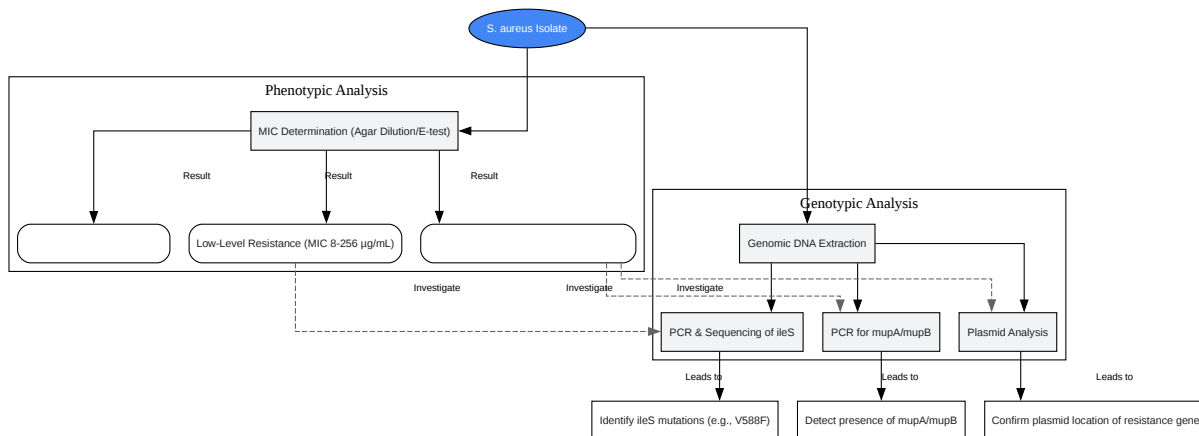 S. aureus Isolate
Phenotypic Analysis
MIC Determination (Agar Dilution/E-test)
Result
Result
Result
Low-Level Resistance (MIC 8-256 µg/mL)
Genotypic Analysis
Genomic DNA Extraction
Investigate
Investigate
Investigate
PCR & Sequencing of ileS
PCR for mupA/mupB
Plasmid Analysis
Leads to
Leads to
Leads to
Identify ileS mutations (e.g., V588F)
Detect presence of mupA/mupB
Confirm plasmid location of resistance gene